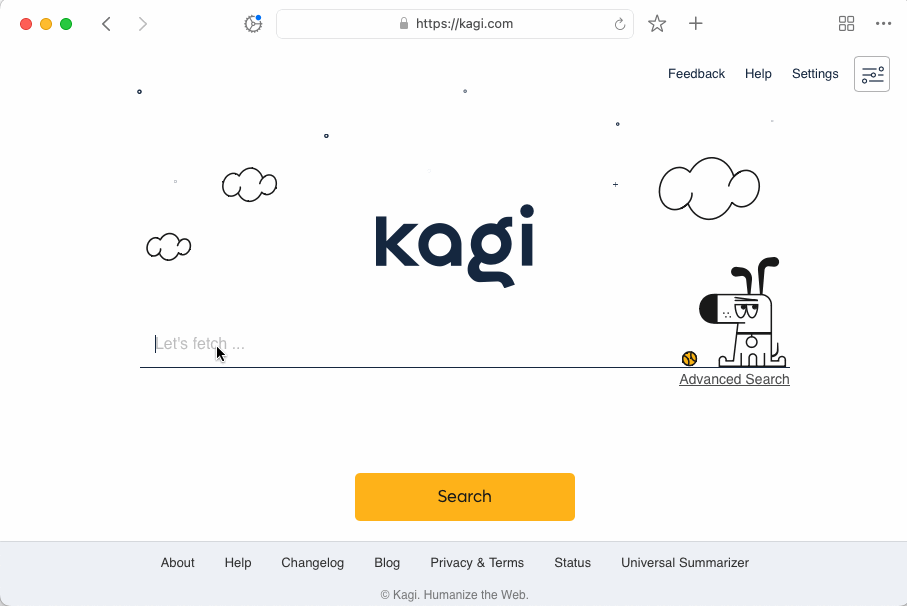 https://kagi.com
Feedback Help Settings
kagi
Let's fetch ...
Advanced Search
Search
About Help Changelog Blog Privacy & Terms Status Universal Summarizer
© Kagi. Humanize the Web.